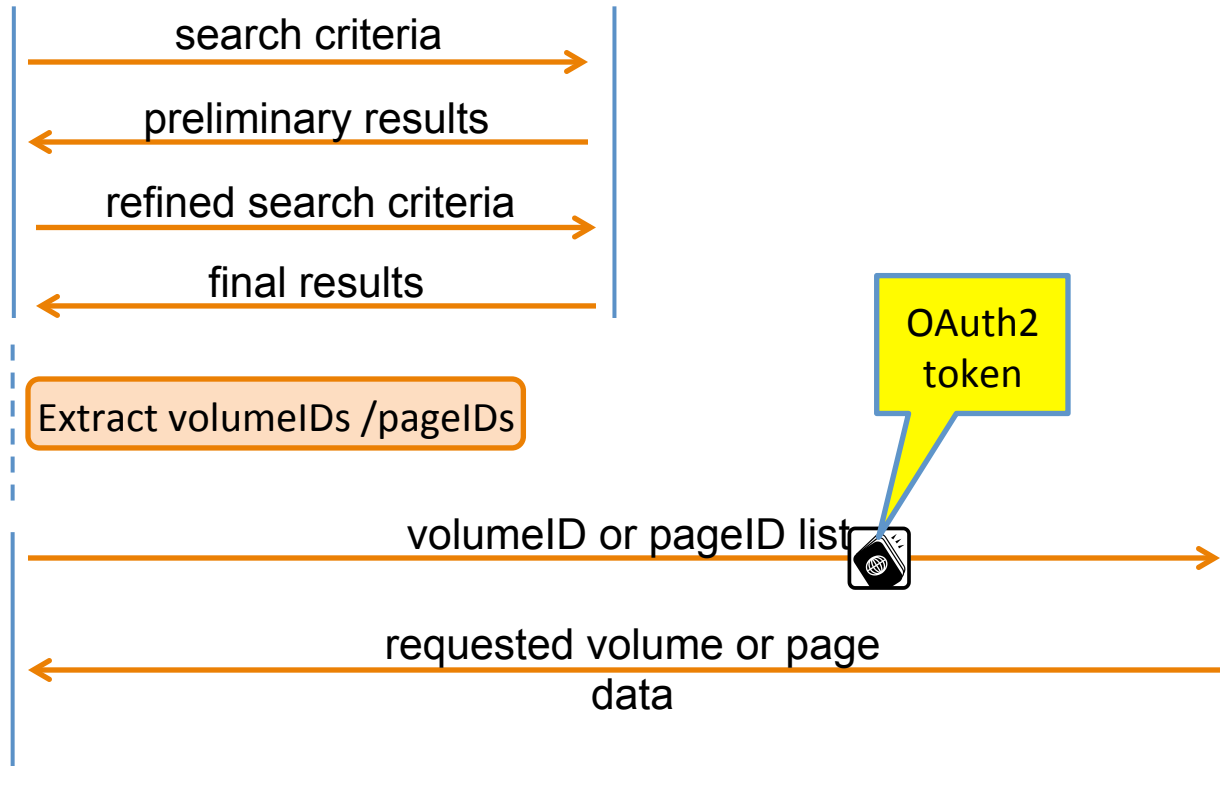 search criteria
preliminary results
refined search criteria
final results
OAuth2
token
Extract volumeIDs /pageIDs
volumeID or pageID list
requested volume or page
data